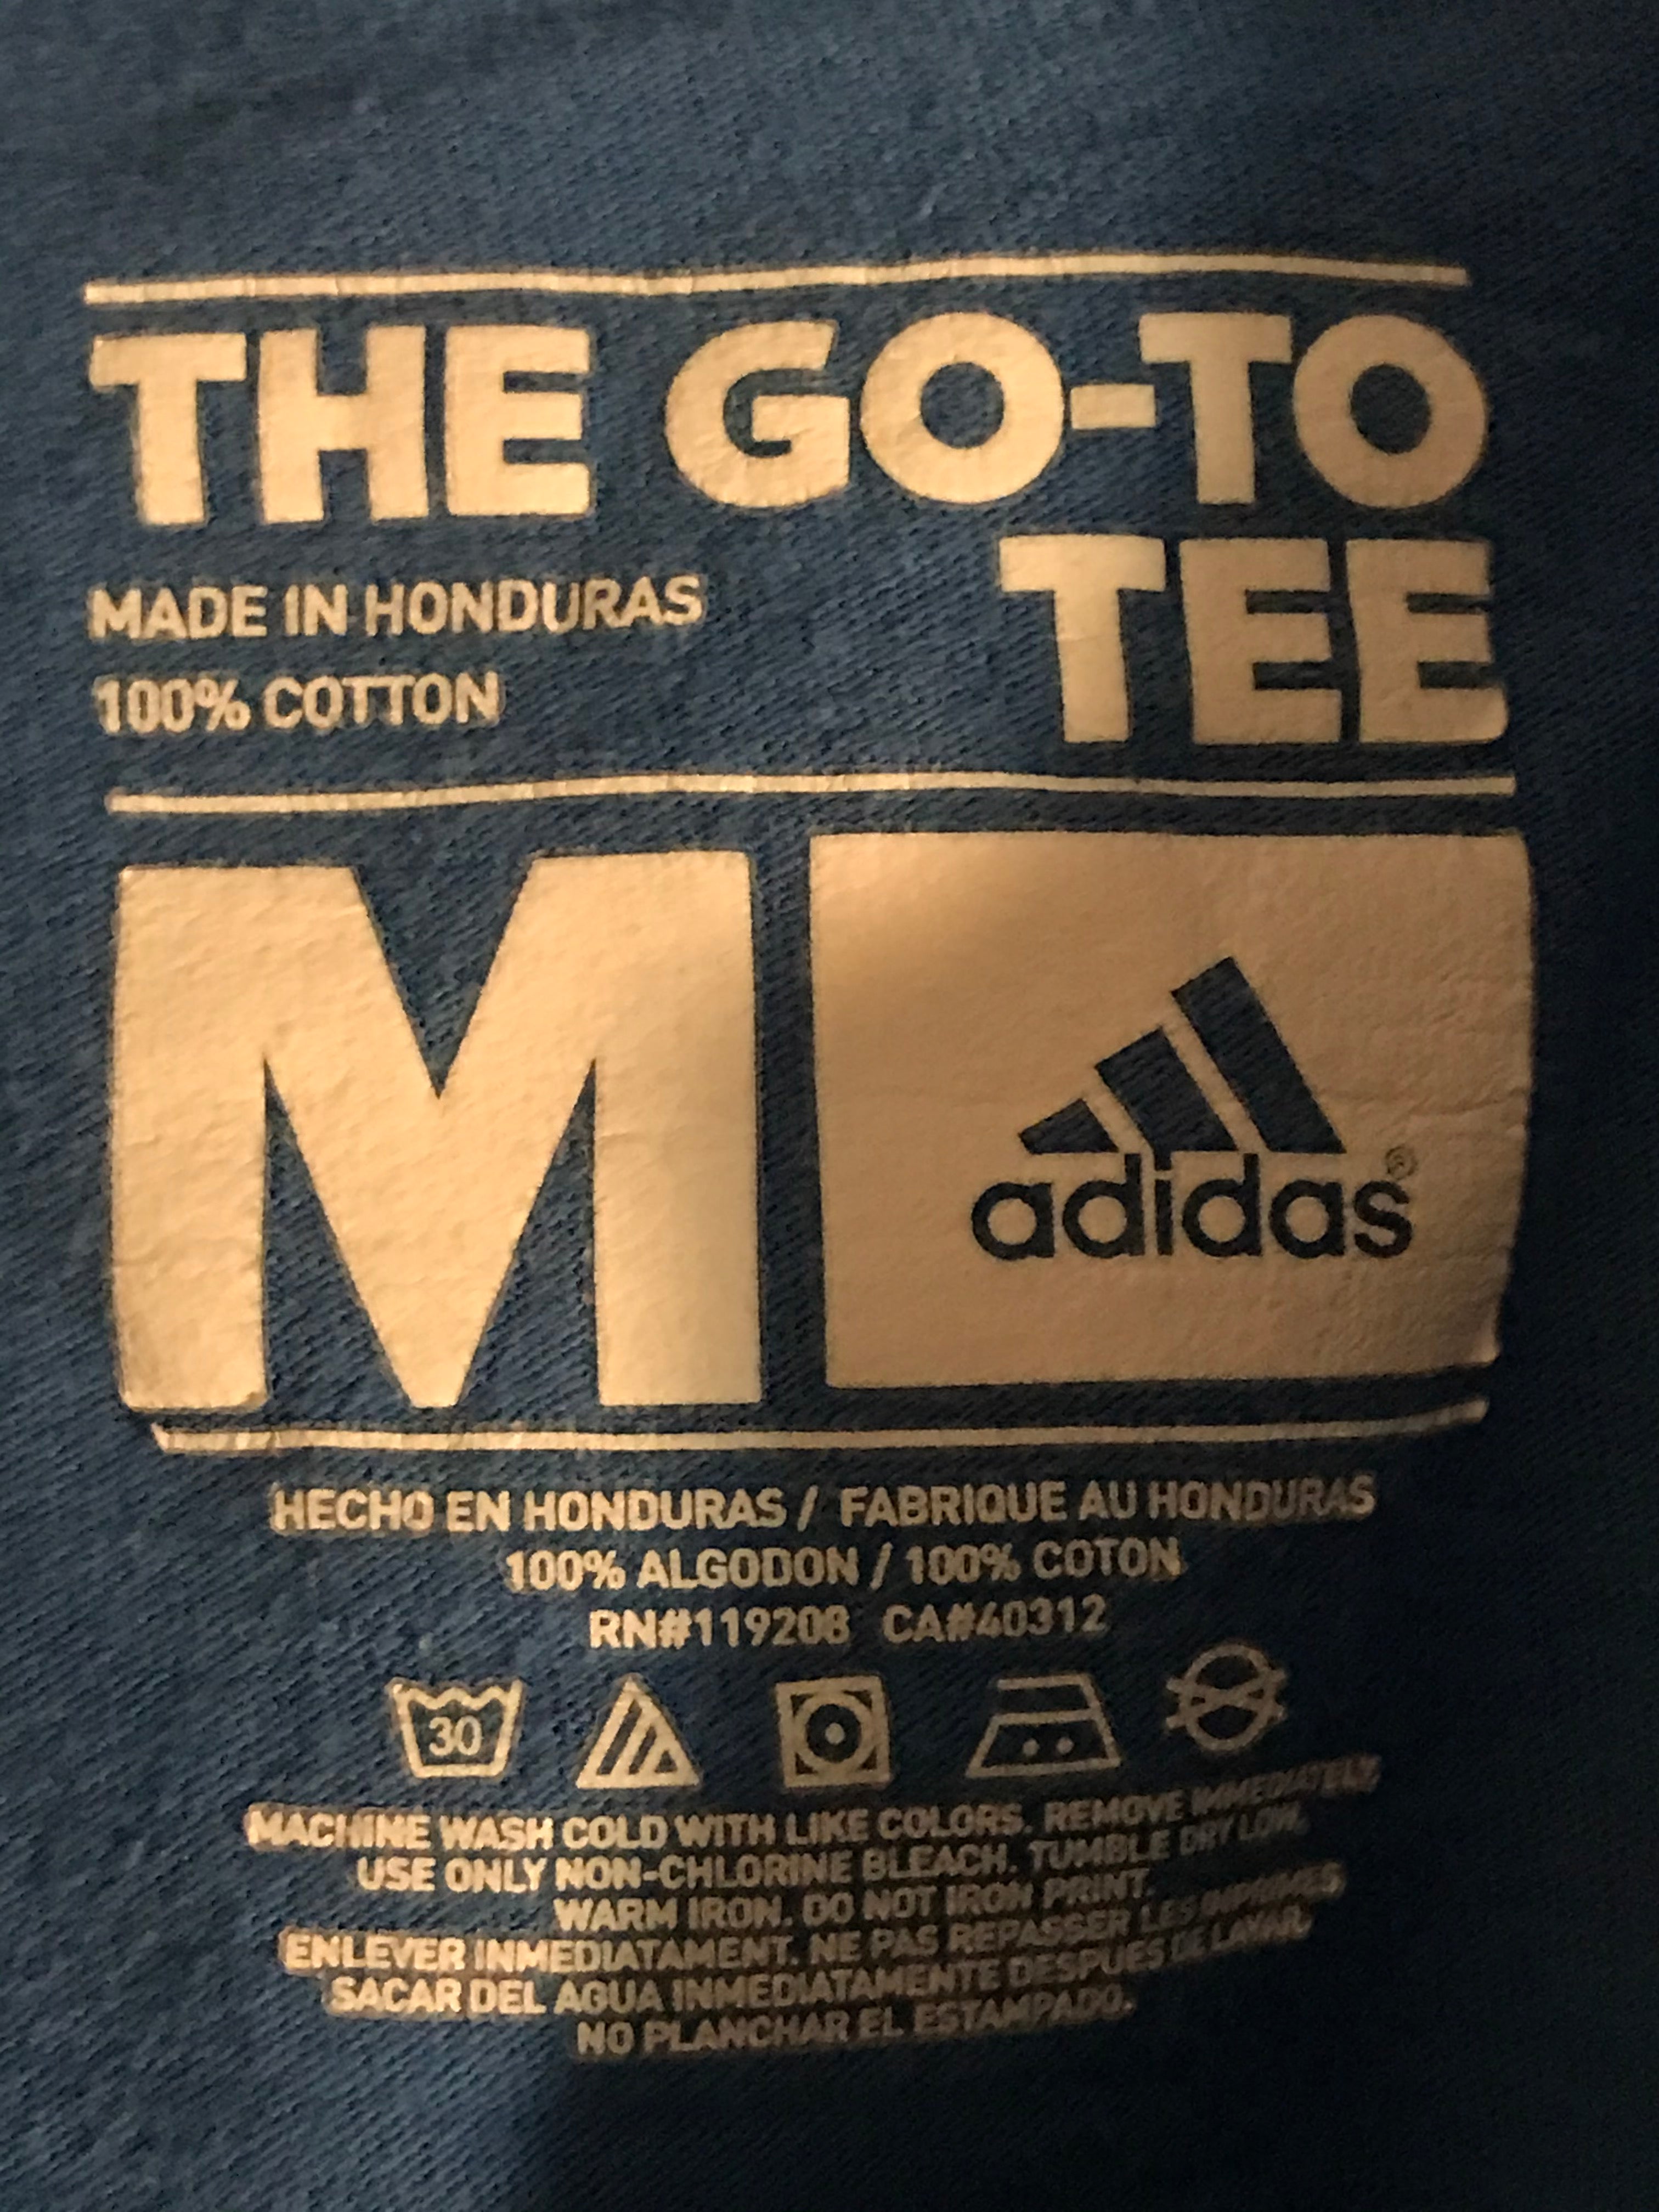 THE GO-TO
TEE
MADE IN HONDURAS
100% COTTON
M
adidas®
HECHO EN HONDURAS / FABRIQUE AU HONDURAS
100% ALGODON / 100% COTON
RN#119208 CA#40312
30
MACHINE WASH COLD WITH LIKE COLORS. REMOVE IMMEDIATELY.
USE ONLY NON-CHLORINE BLEACH. TUMBLE DRY LOW.
WARM IRON. DO NOT IRON PRINT.
ENLEVER INMEDIATAMENT. NE PAS REPASSER LES IMPRIMES
SACAR DEL AGUA INMEDIATAMENTE DESPUES DE LAVAR.
NO PLANCHAR EL ESTAMPADO.